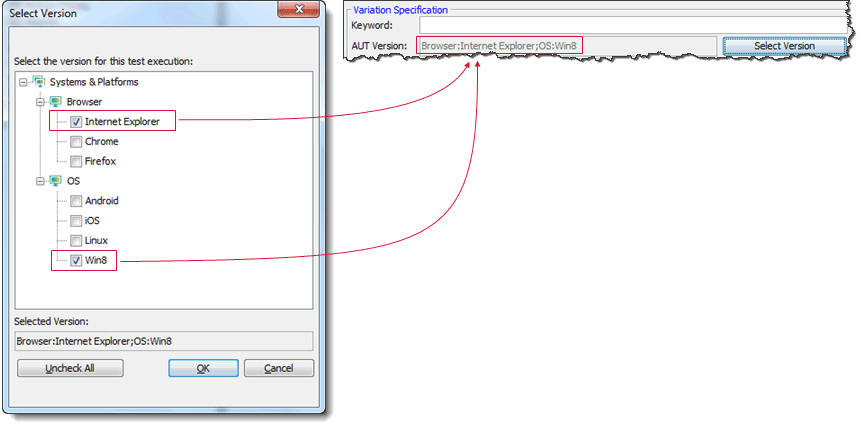 Select Version
Select the version for this test execution:
Systems & Platforms
Browser
Internet Explorer
Chrome
Firefox
OS
Android
iOS
Linux
Win8
Selected Version:
Browser:Internet Explorer;OS:Win8
Uncheck All
OK
Cancel
Variation Specification
Keyword:
AUT Version:
Browser:Internet Explorer;OS:Win8
Select Version